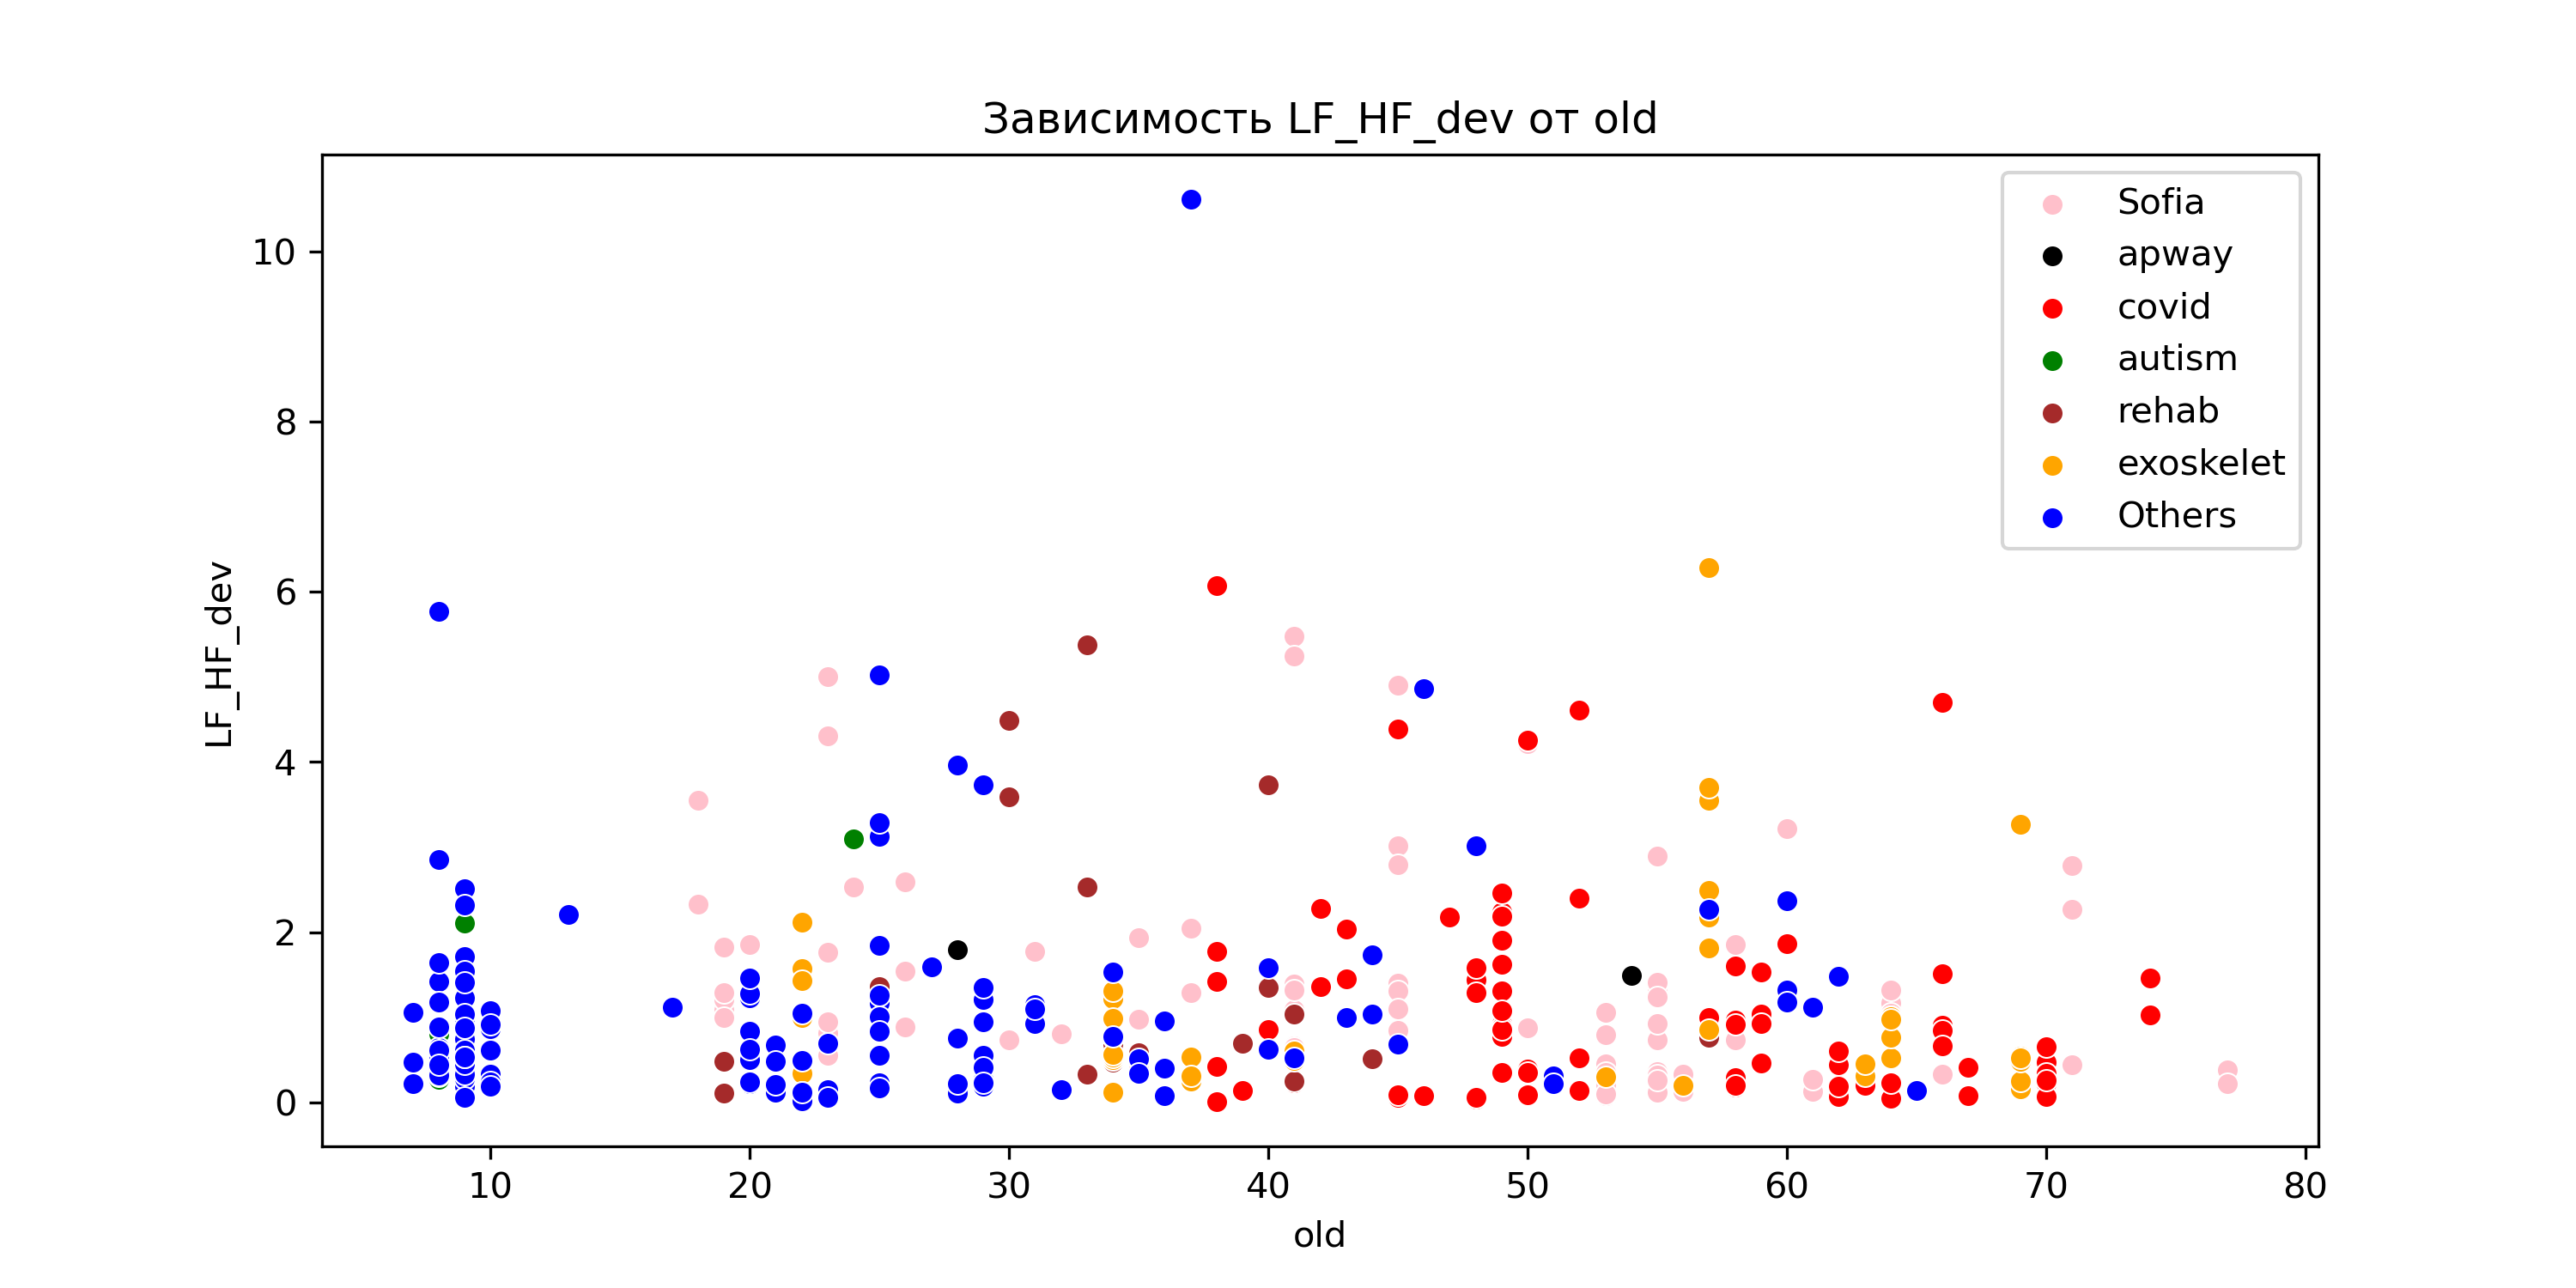 Зависимость LF_HF_dev от old
Sofia
apway
covid
autism
rehab
exoskelet
Others
LF_HF_dev
10
8
6
4
2
0
10 20 30 40 50 60 70 80
old